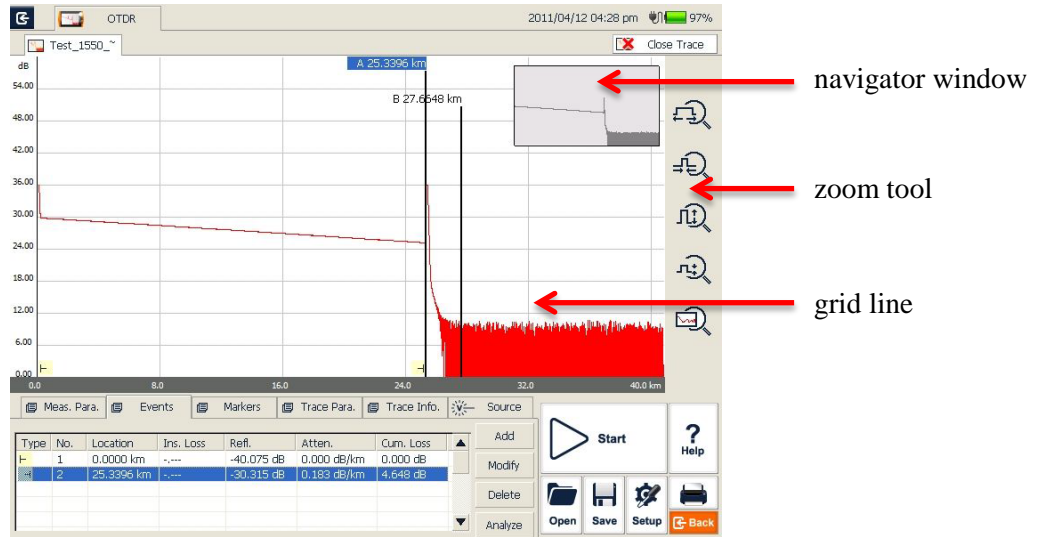 OTDR 2011/04/12 04:28 pm 97%
Test_1550_~ Close Trace
dB
A 25.3396 km
B 27.6648 km
54.00
48.00
42.00
36.00
30.00
24.00
18.00
12.00
6.00
0.00
0.0 8.0 16.0 24.0 32.0 40.0 km
navigator window
zoom tool
grid line
Meas. Para. Events Markers Trace Para. Trace Info. Source
Type No. Location Ins. Loss Refl. Atten. Cum. Loss
1 0.0000 km -.--- -40.075 dB 0.000 dB/km 0.000 dB
2 25.3396 km -.--- -30.315 dB 0.183 dB/km 4.648 dB
Add
Modify
Delete
Analyze
Start
? Help
Open Save Setup Back